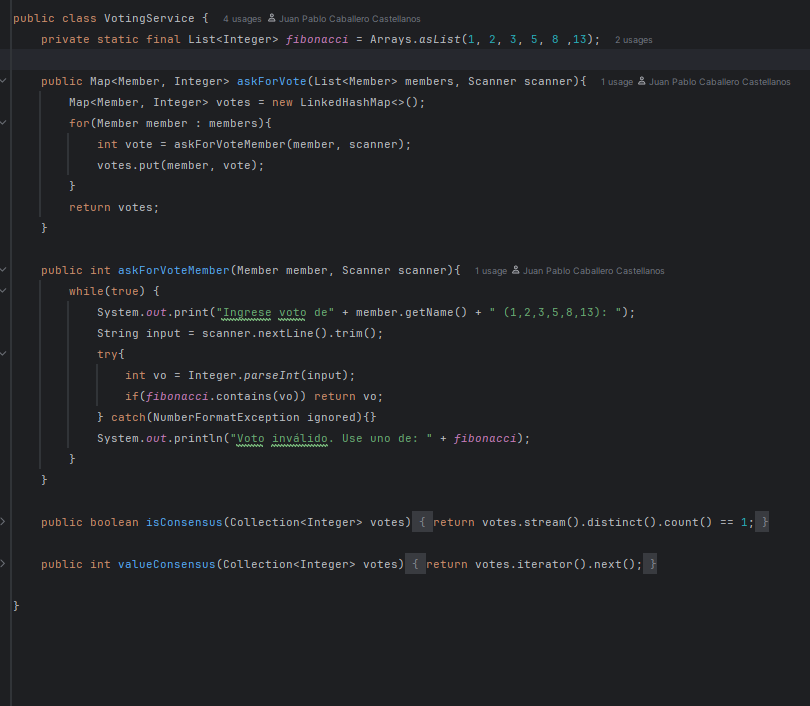 public class VotingService { 4 usages Juan Pablo Caballero Castellanos
private static final List<Integer> fibonacci = Arrays.asList(1, 2, 3, 5, 8 ,13); 2 usages
public Map<Member, Integer> askForVote(List<Member> members, Scanner scanner){ 1 usage Juan Pablo Caballero Castellanos
Map<Member, Integer> votes = new LinkedHashMap<>();
for(Member member : members){
int vote = askForVoteMember(member, scanner);
votes.put(member, vote);
}
return votes;
}
public int askForVoteMember(Member member, Scanner scanner){ 1 usage Juan Pablo Caballero Castellanos
while(true) {
System.out.print("Ingrese voto de" + member.getName() + " (1,2,3,5,8,13): ");
String input = scanner.nextLine().trim();
try{
int vo = Integer.parseInt(input);
if(fibonacci.contains(vo)) return vo;
} catch(NumberFormatException ignored){}
System.out.println("Voto inválido. Use uno de: " + fibonacci);
}
}
public boolean isConsensus(Collection<Integer> votes) { return votes.stream().distinct().count() == 1; }
public int valueConsensus(Collection<Integer> votes) { return votes.iterator().next(); }
}